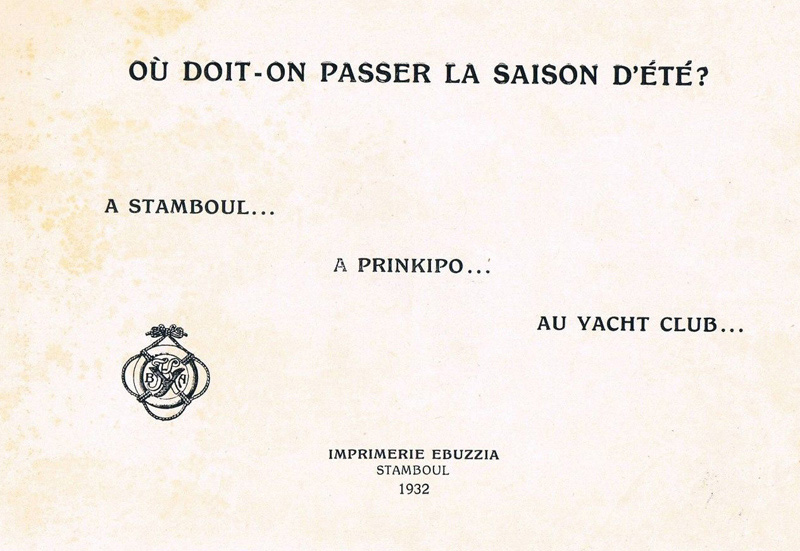 OÙ DOIT-ON PASSER LA SAISON D'ÉTÉ?
A STAMBOUL...
A PRINKIPO...
AU YACHT CLUB...
IMPRIMERIE EBUZZIA
STAMBOUL
1932